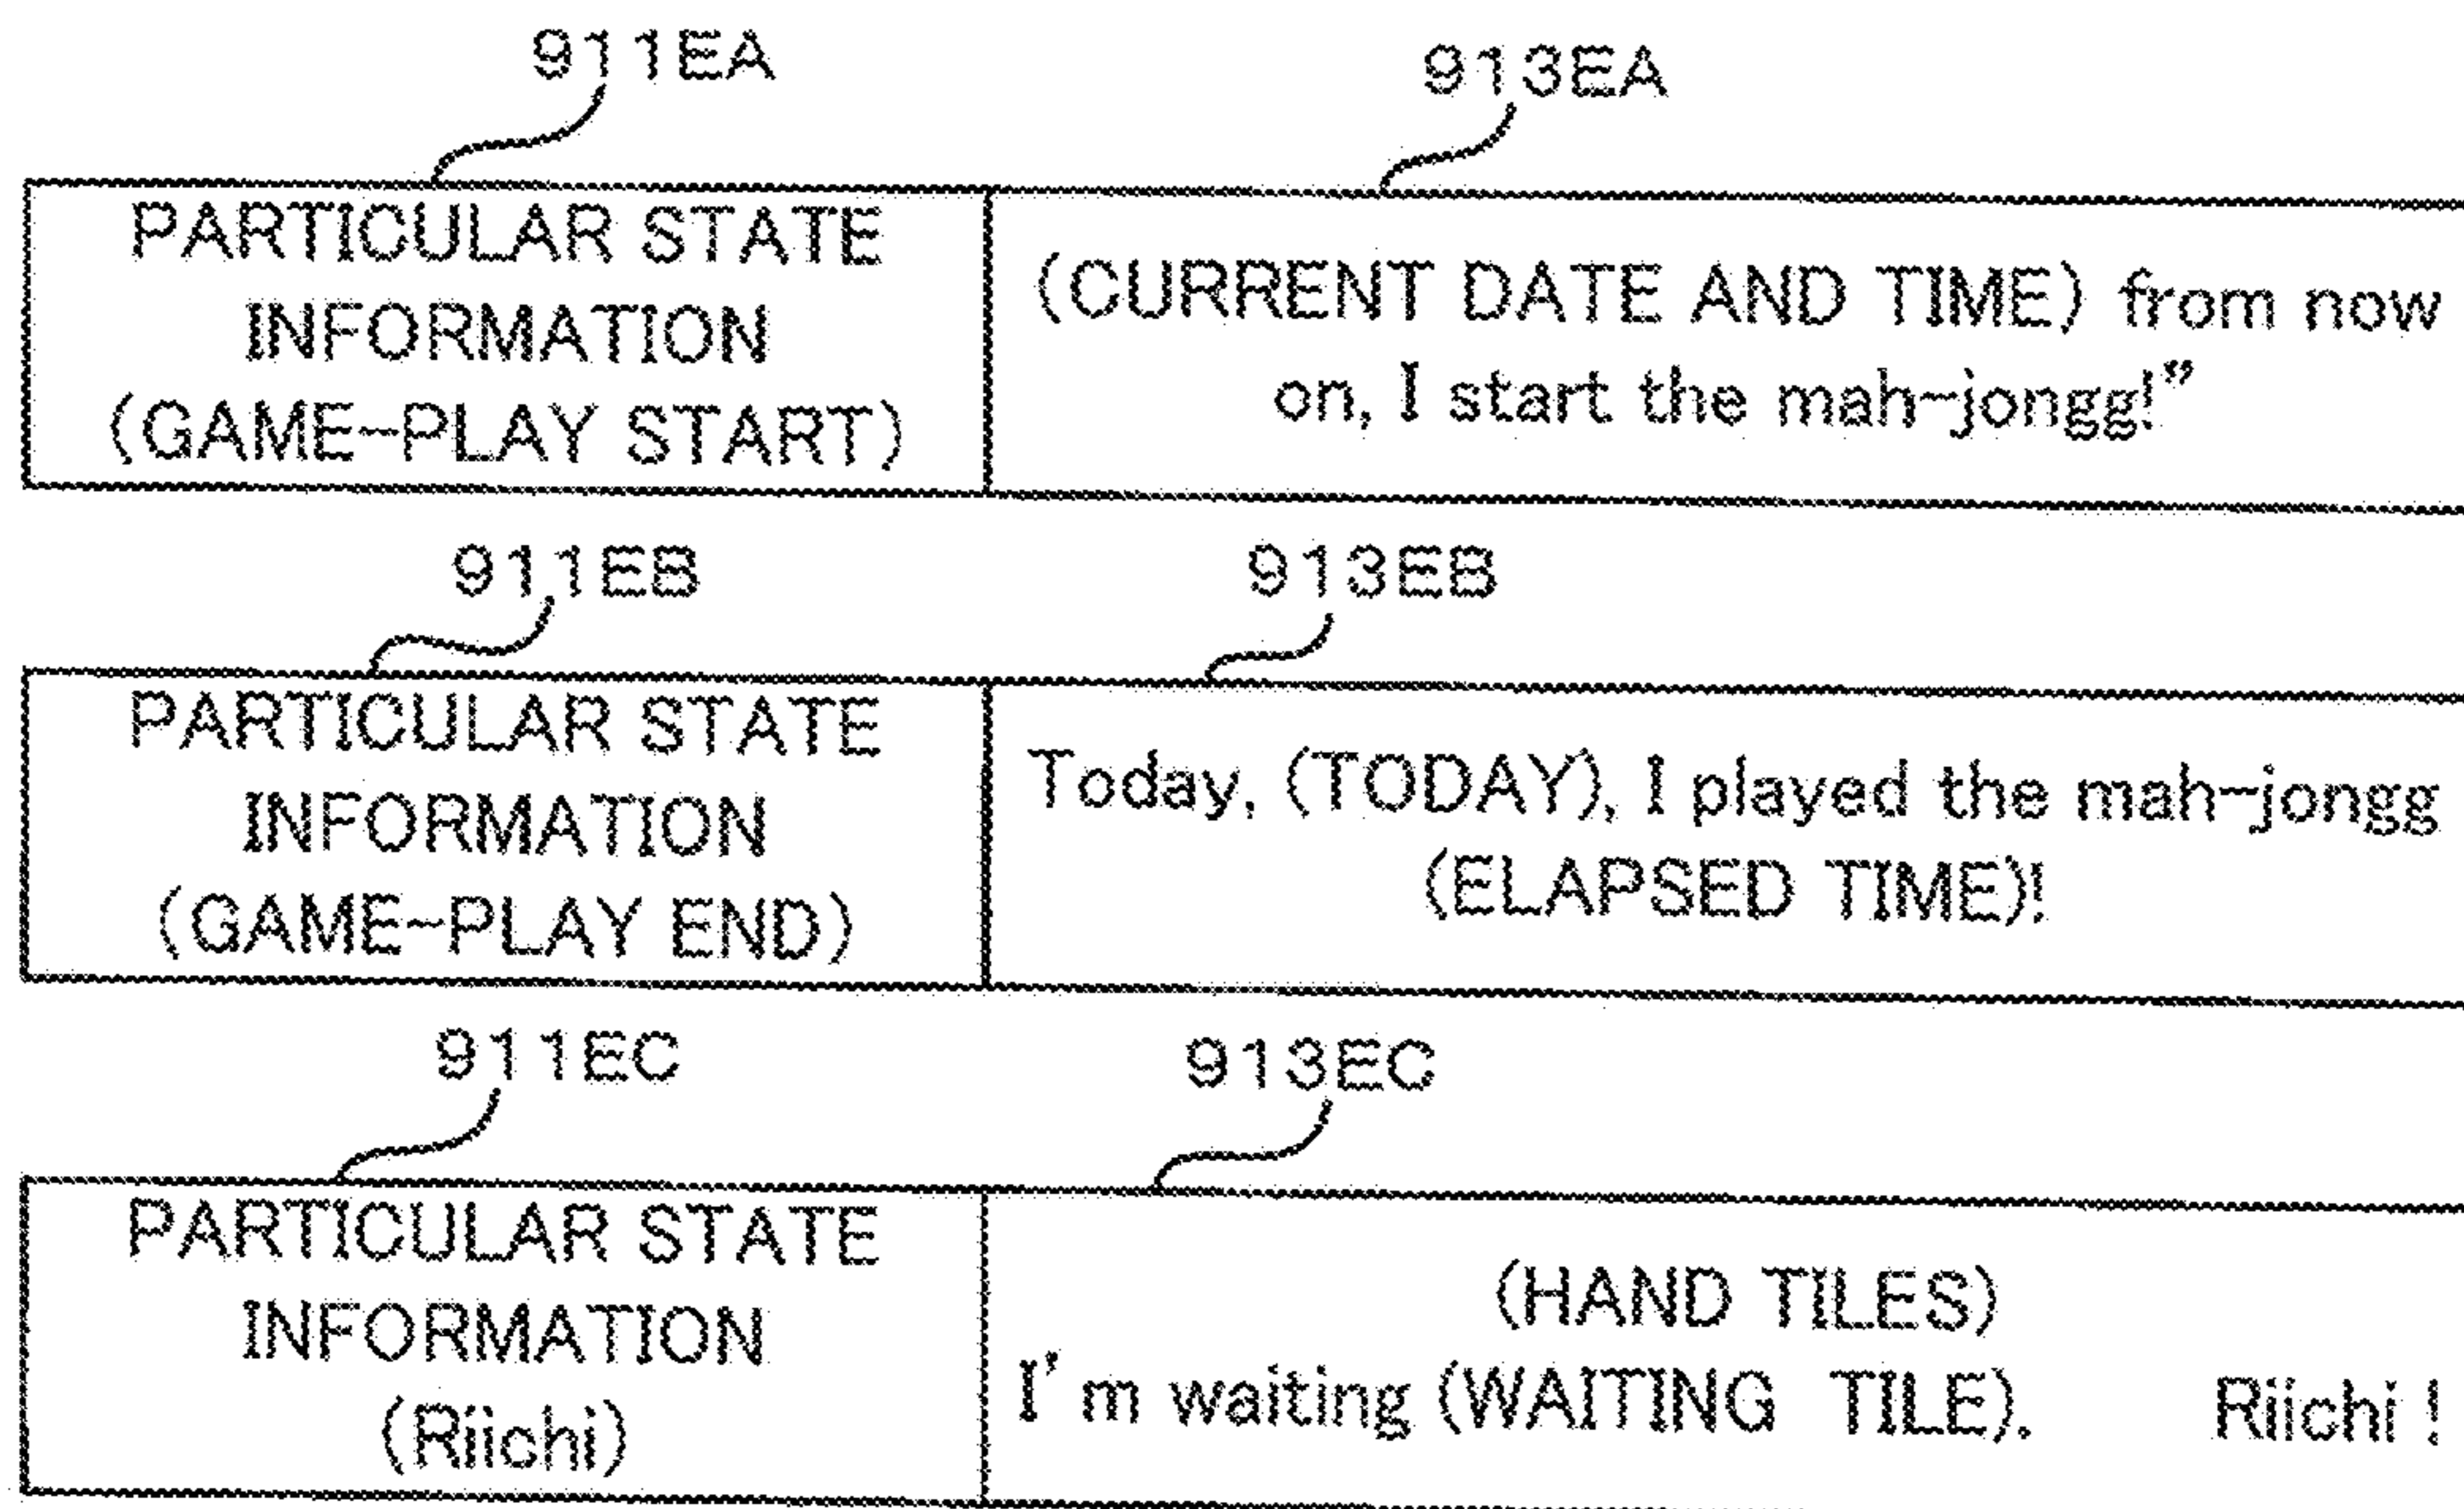 911EA
913EA
PARTICULAR STATE
INFORMATION
(GAME-PLAY START)
(CURRENT DATE AND TIME) from now
on, I start the mah-jongg!”
911EB
913EB
PARTICULAR STATE
INFORMATION
(GAME-PLAY END)
Today, (TODAY), I played the mah-jongg
(ELAPSED TIME)!
911EC
913EC
PARTICULAR STATE
INFORMATION
(Riichi)
(HAND TILES)
I'm waiting (WAITING TILE). Riichi !